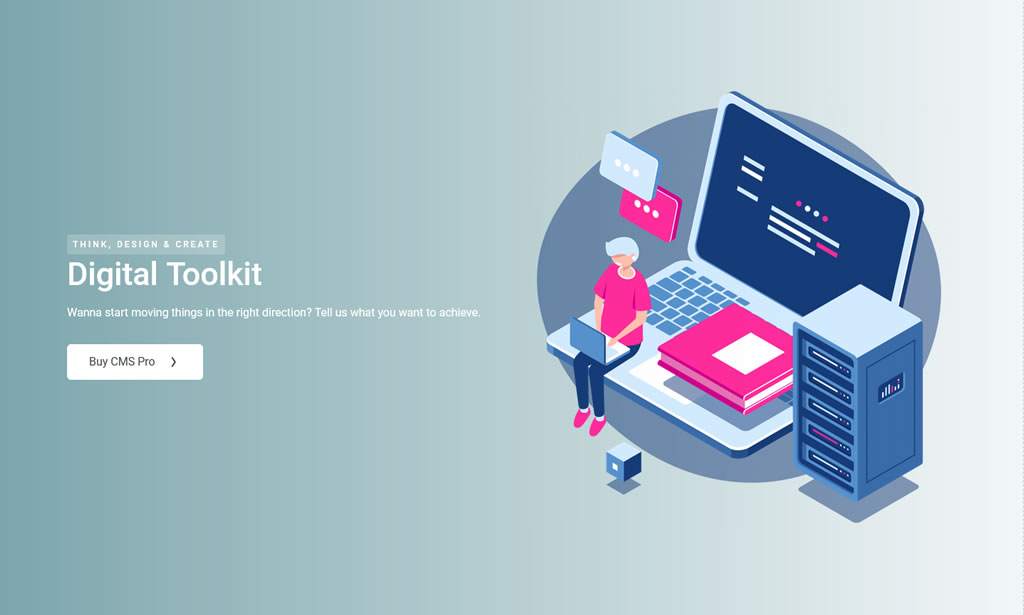 THINK, DESIGN & CREATE
Digital Toolkit
Wanna start moving things in the right direction? Tell us what you want to achieve.
Buy CMS Pro